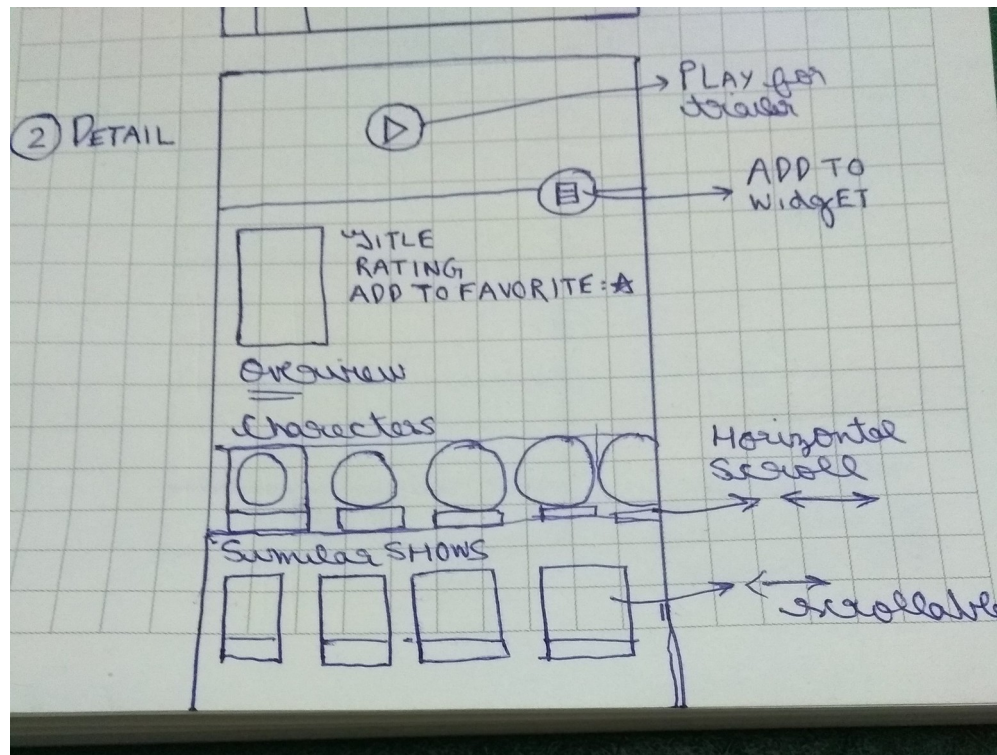 PLAY for
trailer
2 DETAIL
ADD TO
WidgET
TITLE
RATING
ADD TO FAVORITE:
Overview
Charecters
Horizontal
Scroll
Similar SHOWS
scrollable